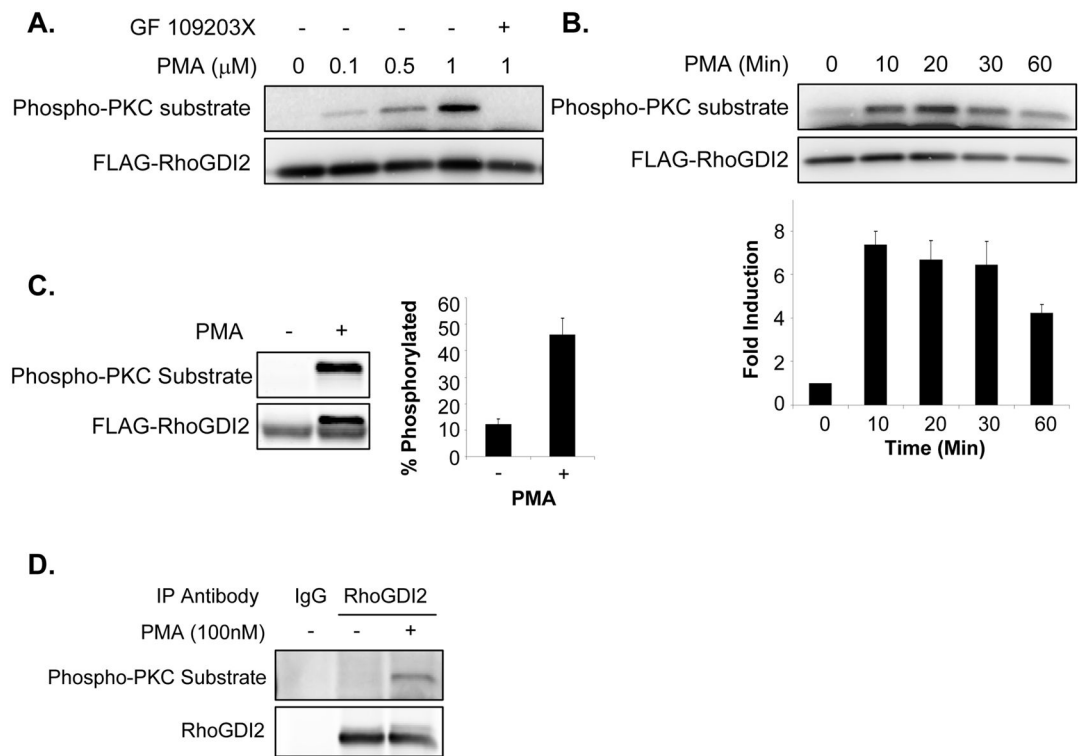 A.
GF 109203X - - - - +
PMA (μM) 0 0.1 0.5 1 1
Phospho-PKC substrate
FLAG-RhoGDI2
B.
PMA (Min) 0 10 20 30 60
Phospho-PKC substrate
FLAG-RhoGDI2
Fold Induction
8
6
4
2
0
0 10 20 30 60
Time (Min)
C.
PMA - +
Phospho-PKC Substrate
FLAG-RhoGDI2
% Phosphorylated
60
50
40
30
20
10
0
- +
PMA
D.
IP Antibody IgG RhoGDI2
PMA (100nM) - - +
Phospho-PKC Substrate
RhoGDI2